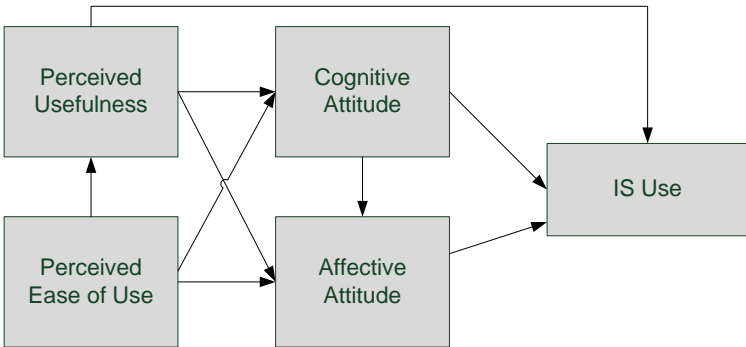 Perceived
Usefulness
Cognitive
Attitude
IS Use
Perceived
Ease of Use
Affective
Attitude